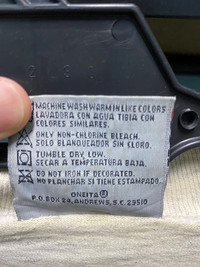 MACHINE WASH WARM IN LIKE COLORS
LAVADORA CON AGUA TIBIA CON
COLORES SIMILARES.
ONLY NON-CHLORINE BLEACH.
SOLO BLANQUEADOR SIN CLORO.
TUMBLE DRY, LOW.
SECAR A TEMPERATURA BAJA.
DO NOT IRON IF DECORATED.
NO PLANCHAR SI TIENE ESTAMPADO.
ONEITA ®
P.O. BOX 24, ANDREWS, S.C. 29510